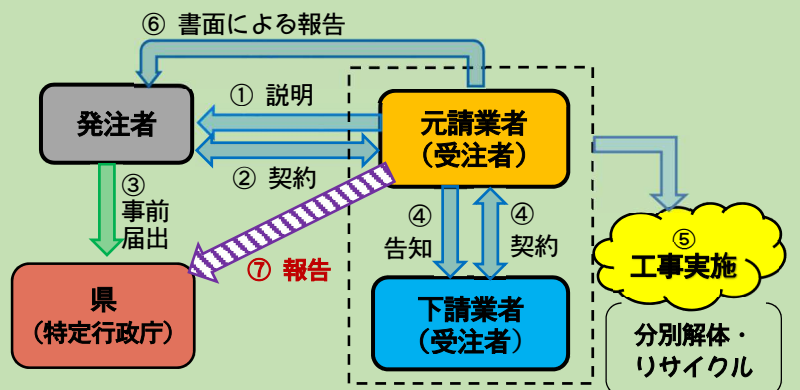 ⑥ 書面による報告
発注者
① 説明
② 契約
元請業者
（受注者）
③
事前
届出
④
告知
④
契約
⑤
工事実施
⑦ 報告
県
（特定行政庁）
下請業者
（受注者）
分別解体・
リサイクル